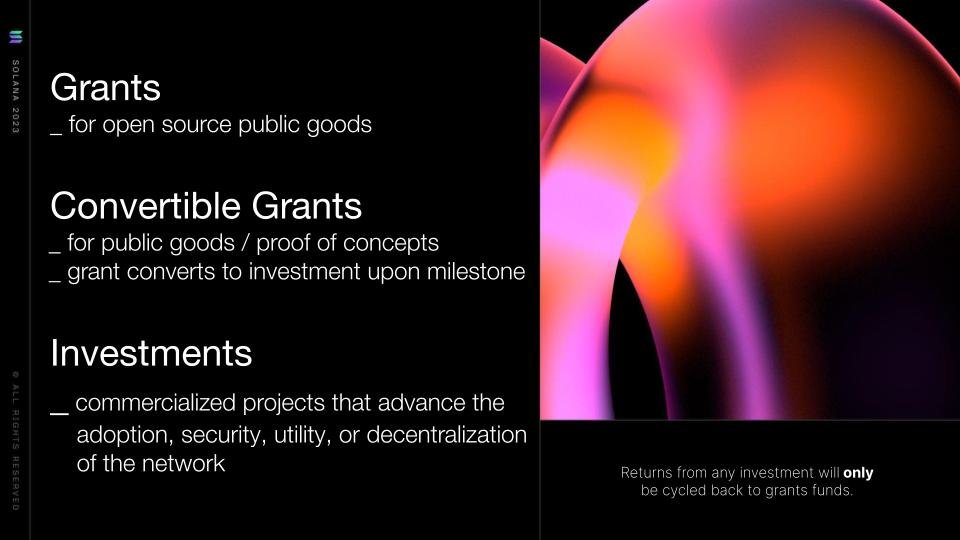 SOLANA 2023
© ALL RIGHTS RESERVED
Grants
_ for open source public goods
Convertible Grants
_ for public goods / proof of concepts
_ grant converts to investment upon milestone
Investments
_ commercialized projects that advance the
adoption, security, utility, or decentralization
of the network
Returns from any investment will only
be cycled back to grants funds.